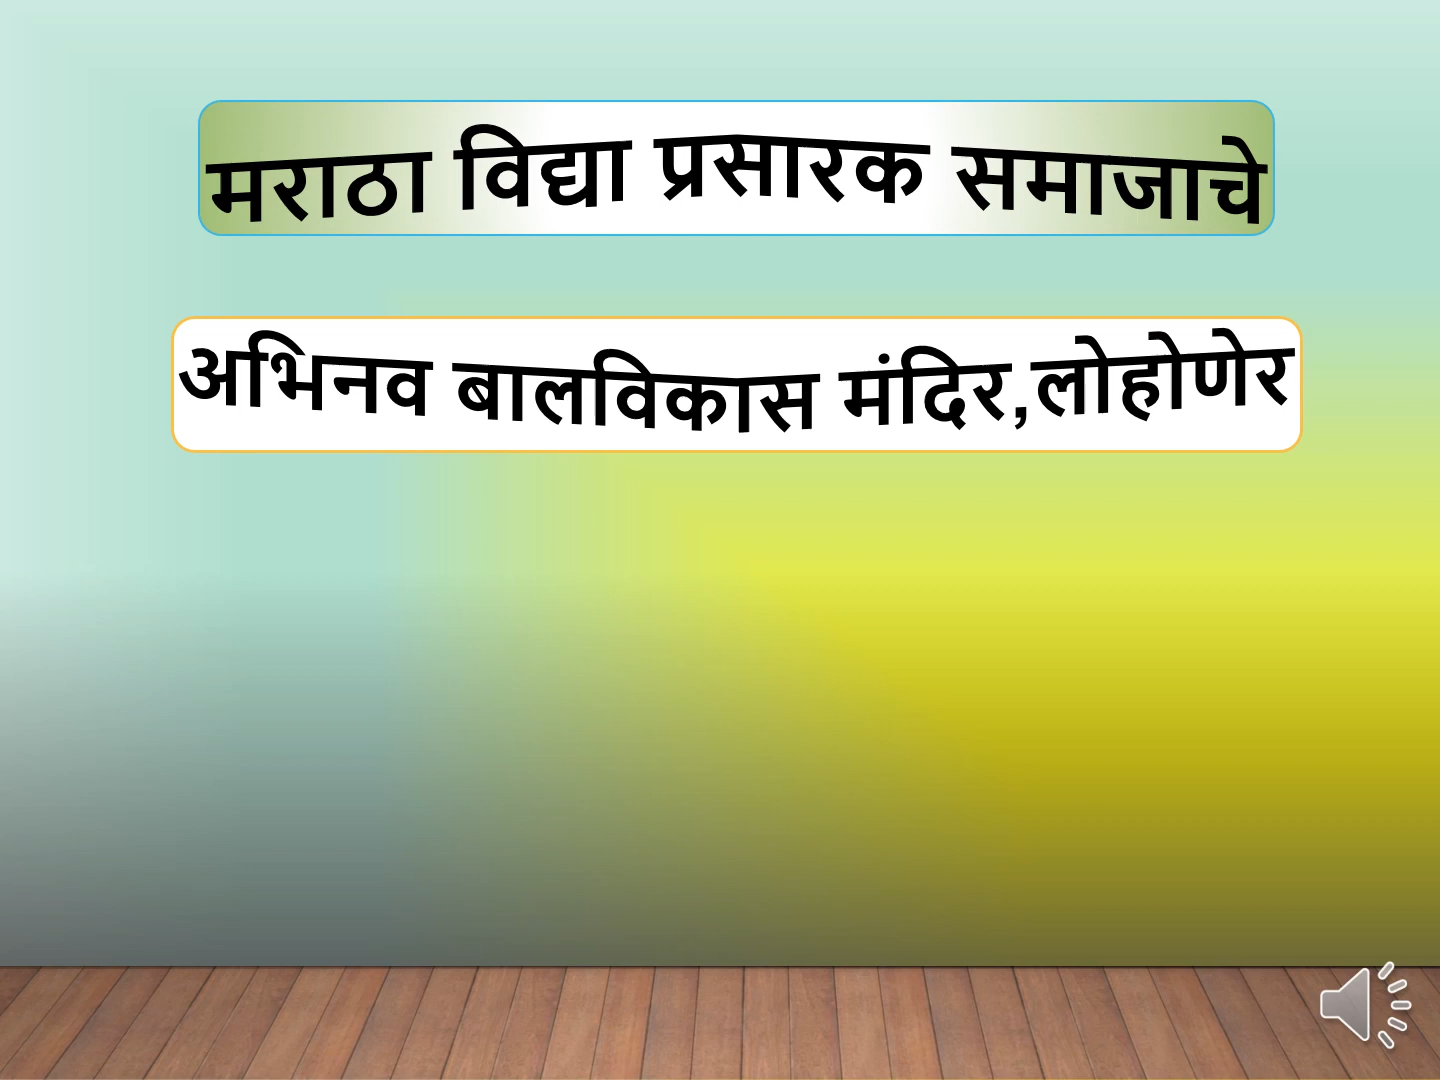 मराठा विद्या प्रसारक समाजाचे
अभिनव बालविकास मंदिर,लोहोणेर